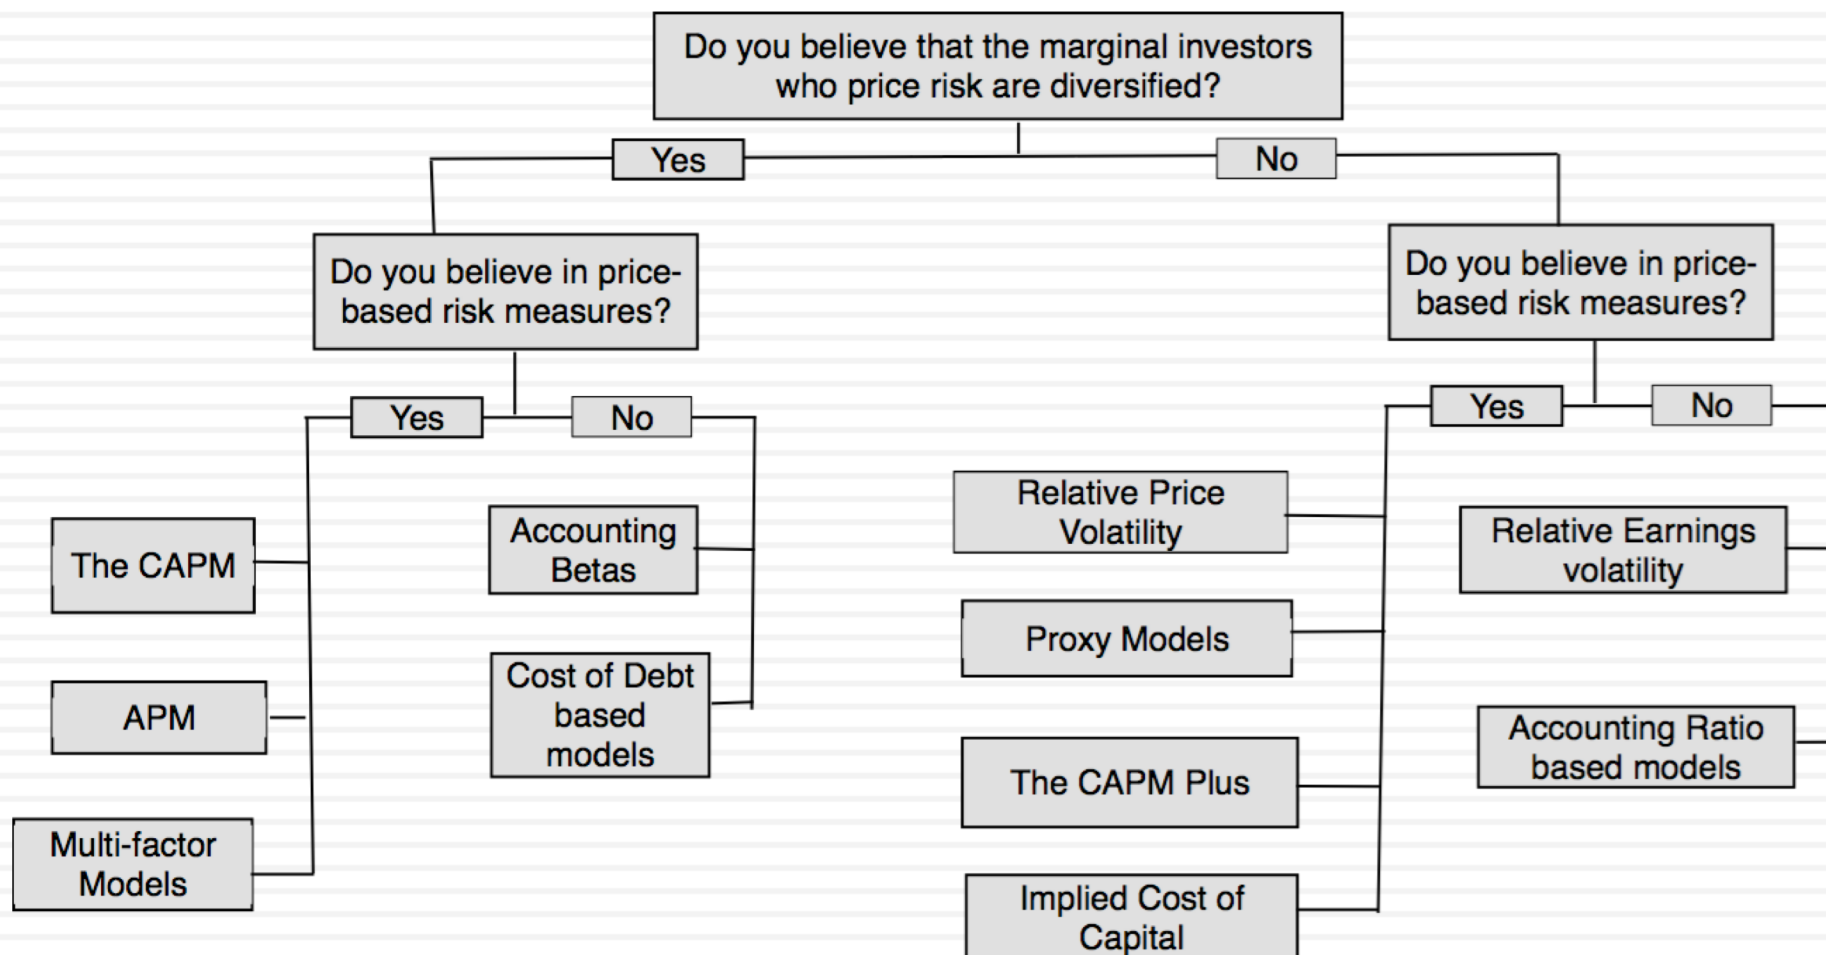 Do you believe that the marginal investors
who price risk are diversified?
Yes
No
Do you believe in price-
based risk measures?
Do you believe in price-
based risk measures?
Yes
No
Yes
No
The CAPM
APM
Multi-factor
Models
Accounting
Betas
Cost of Debt
based
models
Relative Price
Volatility
Proxy Models
The CAPM Plus
Implied Cost of
Capital
Relative Earnings
volatility
Accounting Ratio
based models